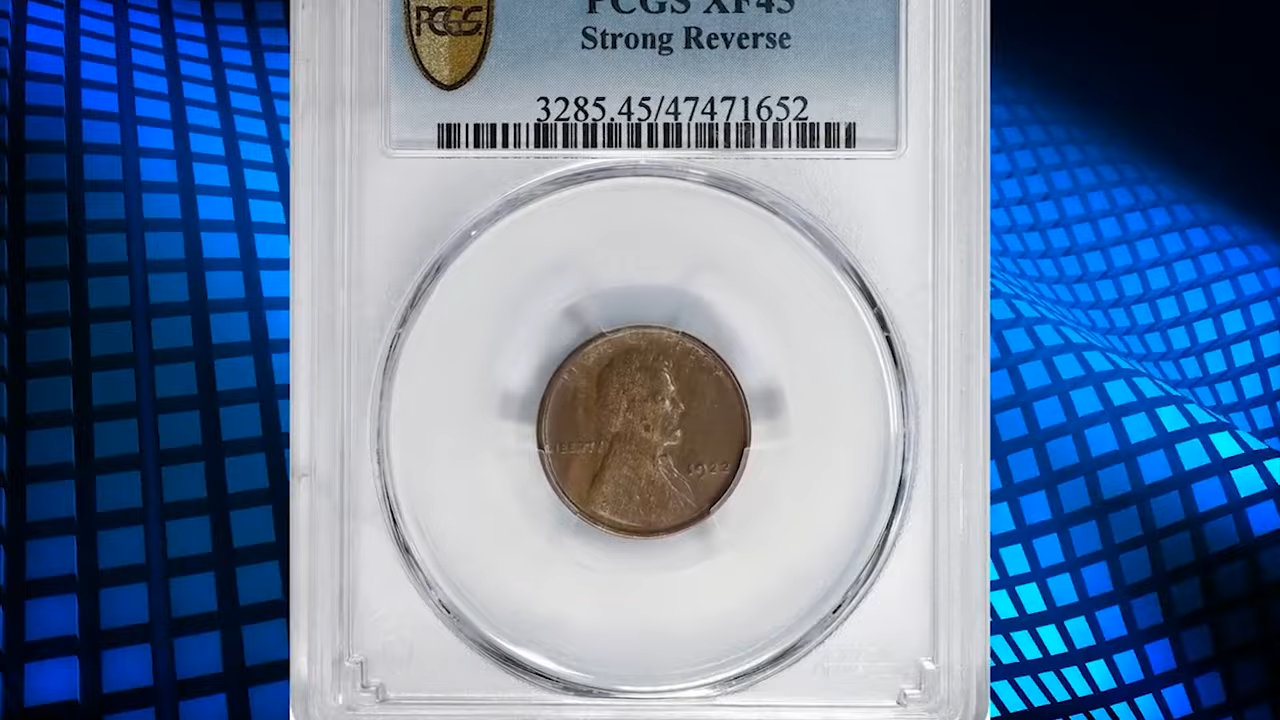 PCGS XF45
PCGS
Strong Reverse
3285.45/47471652
LIBERTY
1922